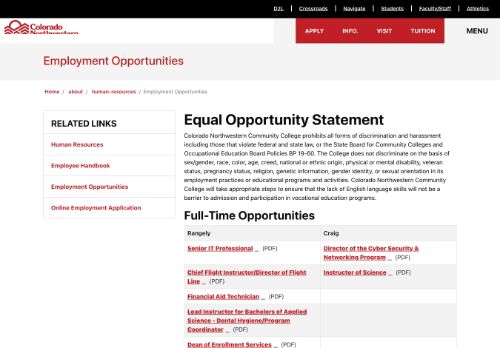 D2L | Crossroads | Navigate | Students | Faculty/Staff | Athletics
Colorado
Northwestern
APPLY INFO. VISIT TUITION MENU
Employment Opportunities
Home / about / human-resources / Employment Opportunities
RELATED LINKS
Human Resources
Employee Handbook
Employment Opportunities
Online Employment Application
Equal Opportunity Statement
Colorado Northwestern Community College prohibits all forms of discrimination and harassment
including those that violate federal and state law, or the State Board for Community Colleges and
Occupational Education Board Policies BP 19-60. The College does not discriminate on the basis of
sex/gender, race, color, age, creed, national or ethnic origin, physical or mental disability, veteran
status, pregnancy status, religion, genetic information, gender identity, or sexual orientation in its
employment practices or educational programs and activities. Colorado Northwestern Community
College will take appropriate steps to ensure that the lack of English language skills will not be a
barrier to admission and participation in vocational education programs.
Full-Time Opportunities
Rangely Craig
Senior IT Professional (PDF) Director of the Cyber Security &
Networking Program (PDF)
Chief Flight Instructor/Director of Flight
Line (PDF) Instructor of Science (PDF)
Financial Aid Technician (PDF)
Lead Instructor for Bachelors of Applied
Science - Dental Hygiene/Program
Coordinator (PDF)
Dean of Enrollment Services (PDF)